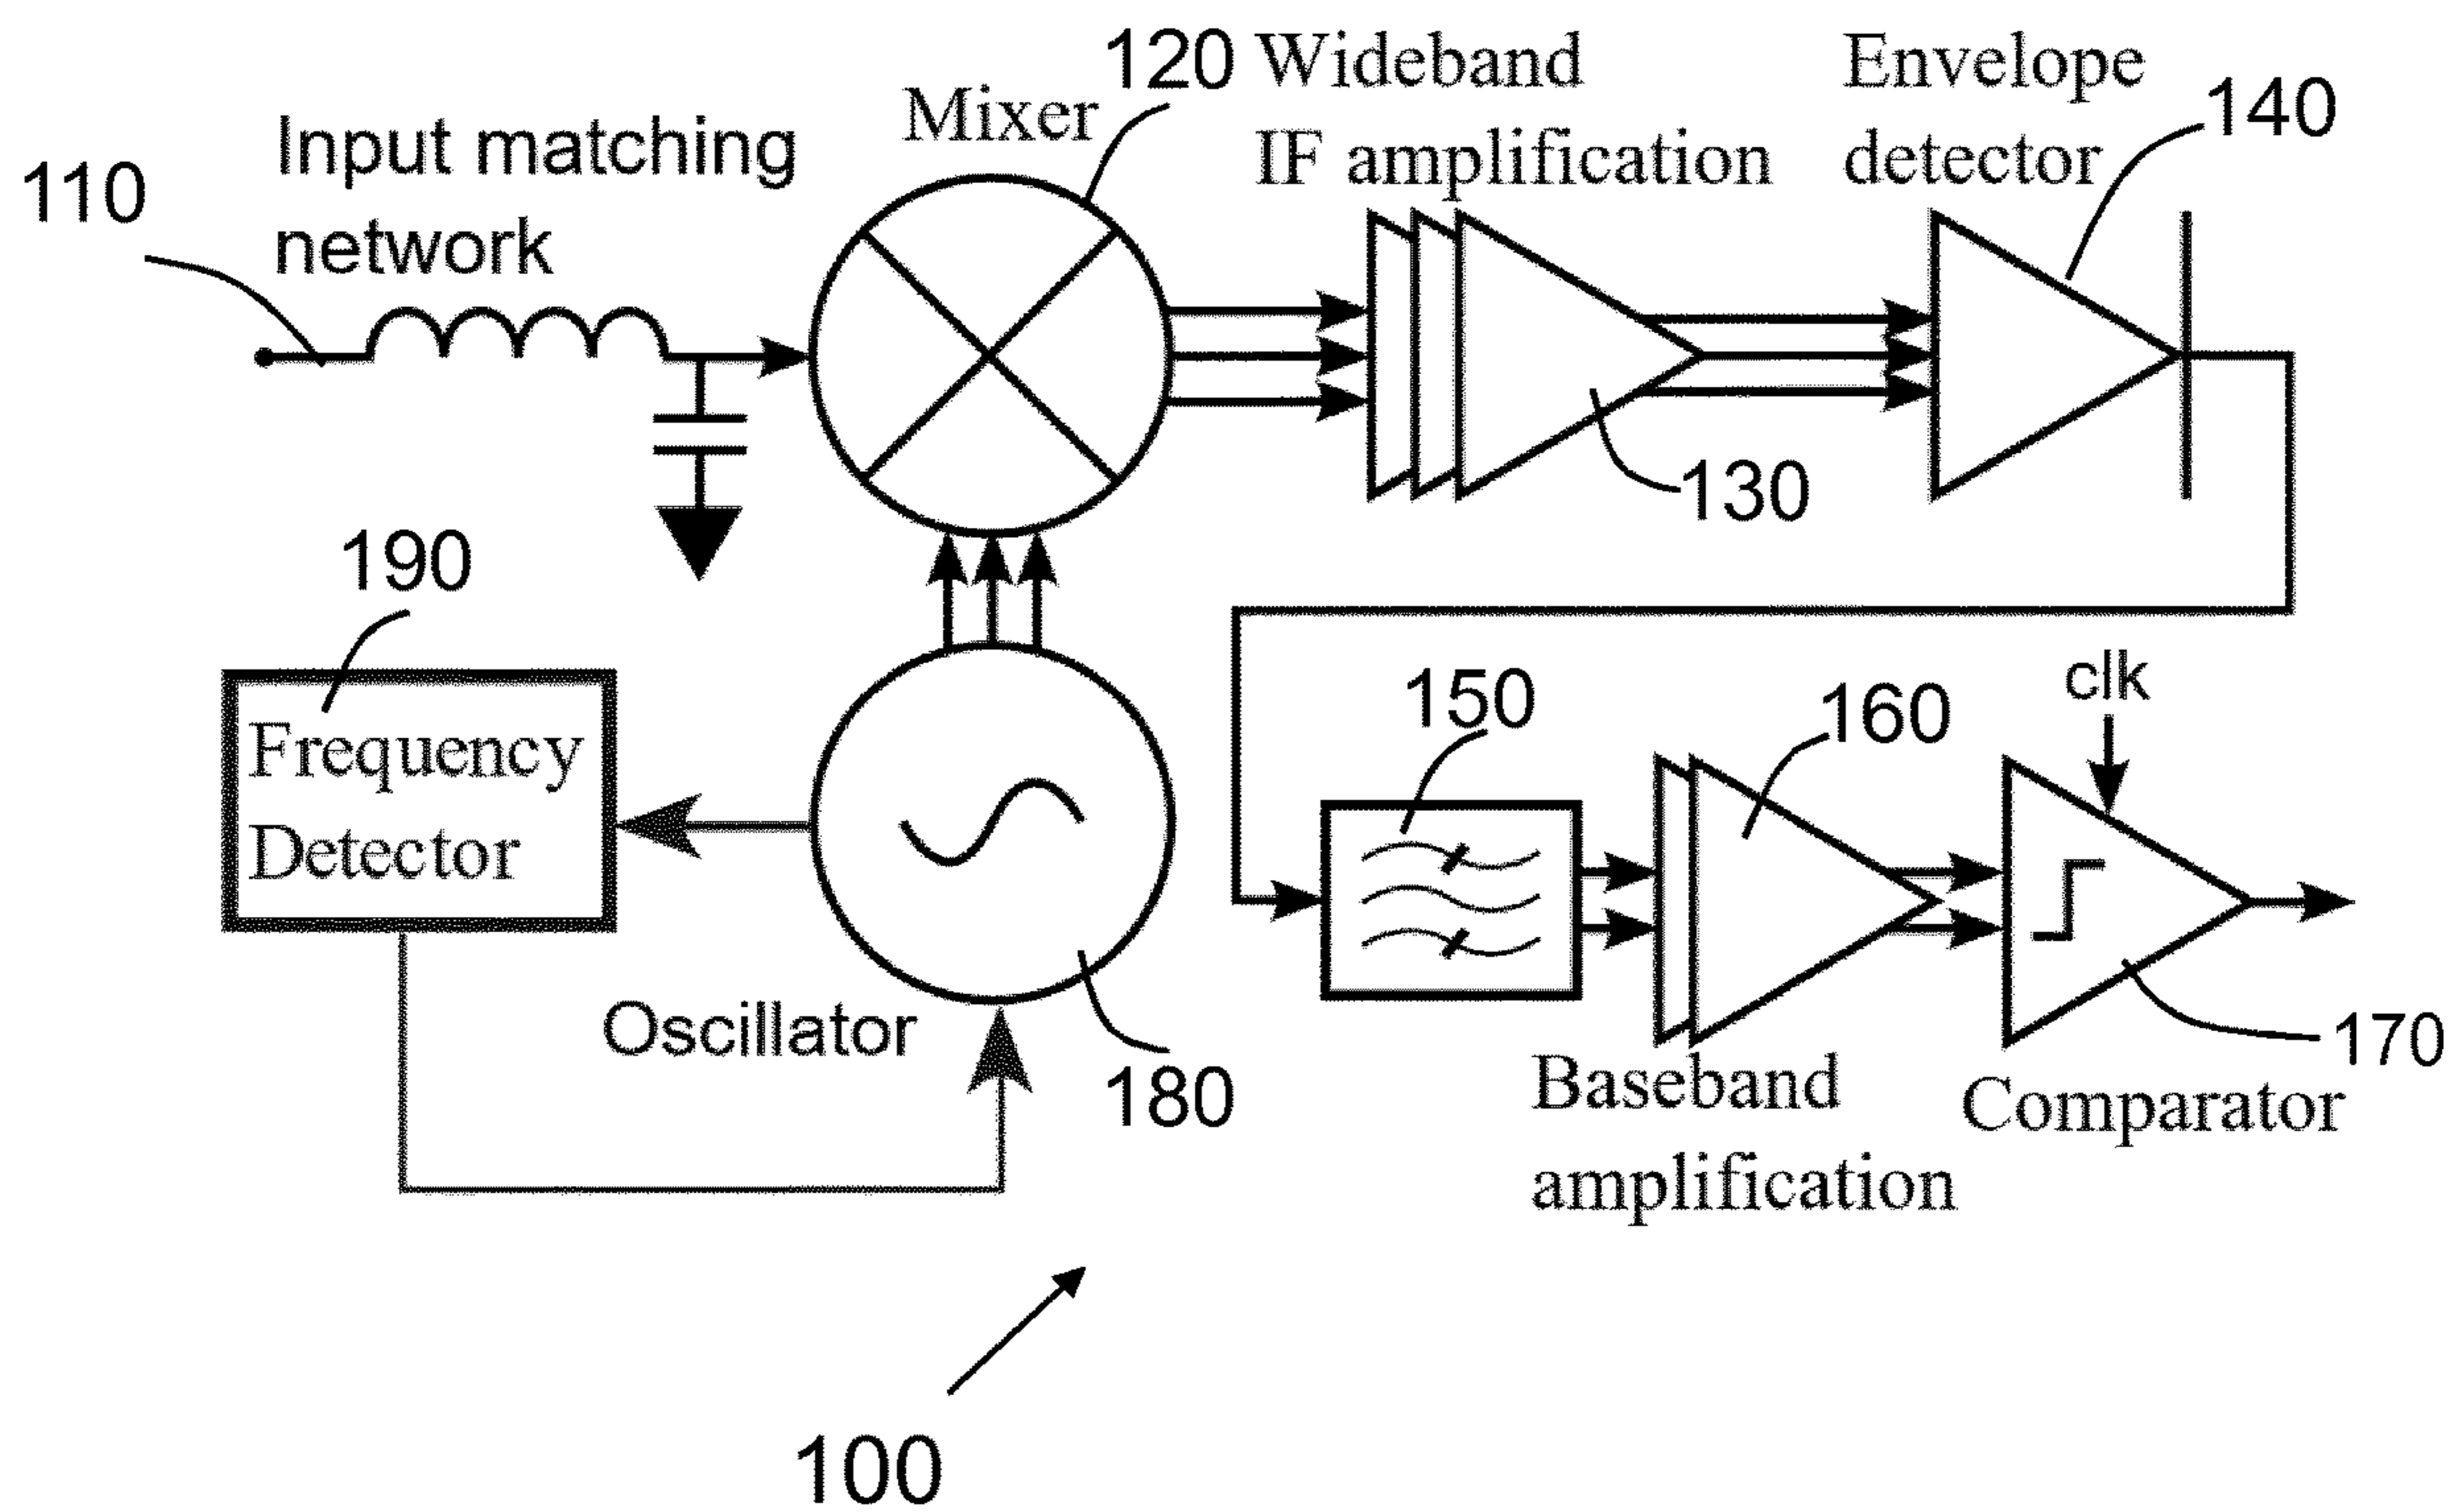 110
Input matching
network
Mixer
120
Wideband
IF amplification
Envelope
detector
140
130
190
Frequency
Detector
Oscillator
180
150
160
clk
170
Baseband
amplification
Comparator
100